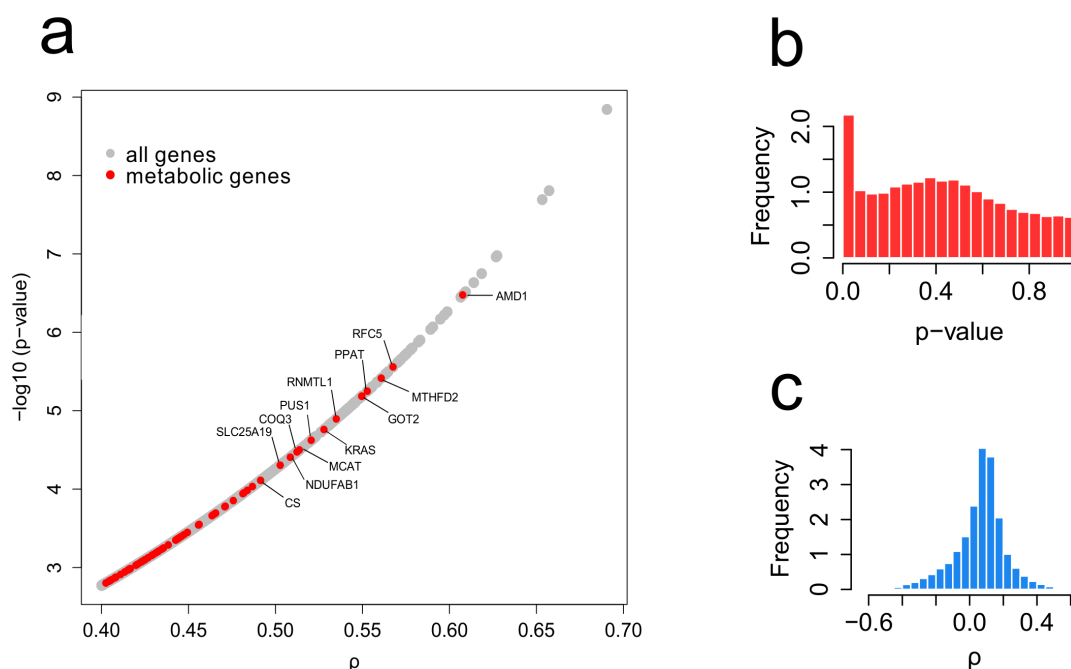 a
−log10 (p−value)
9
8
7
6
5
4
3
all genes
metabolic genes
AMD1
RFC5
PPAT
MTHFD2
RNMTL1
GOT2
PUS1
COQ3
KRAS
SLC25A19
MCAT
NDUFAB1
CS
0.40 0.45 0.50 0.55 0.60 0.65 0.70
ρ
b
Frequency
2.0
1.0
0.0
0.0 0.4 0.8
p−value
c
Frequency
4
3
2
1
0
−0.6 0.0 0.4
ρ